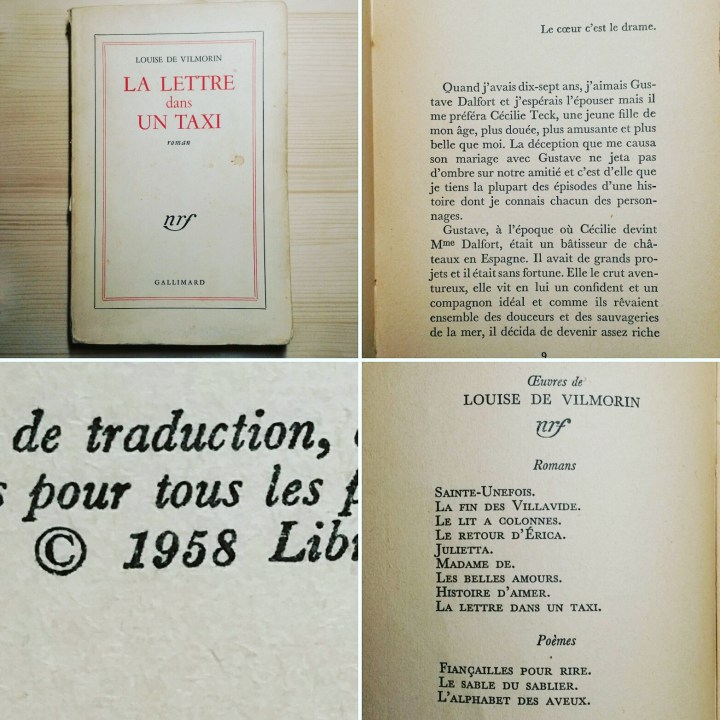 LOUISE DE VILMORIN
LA LETTRE
dans
UN TAXI
roman
nrf
GALLIMARD
Le cœur c'est le drame.
Quand j'avais dix-sept ans, j'aimais Gus-
tave Dalfort et j'espérais l'épouser mais il
me préféra Cécilie Teck, une jeune fille de
mon âge, plus douée, plus amusante et plus
belle que moi. La déception que me causa
son mariage avec Gustave ne jeta pas
d'ombre sur notre amitié et c'est d'elle que
je tiens la plupart des épisodes d'une his-
toire dont je connais chacun des person-
nages.
Gustave, à l'époque où Cécilie devint
Mme Dalfort, était un bâtisseur de châ-
teaux en Espagne. Il avait de grands pro-
jets et il était sans fortune. Elle le crut aven-
tureux, elle vit en lui un confident et un
compagnon idéal et comme ils rêvaient
ensemble des douceurs et des sauvageries
de la mer, il décida de devenir assez riche
9
de traduction,
pour tous les
© 1958 Libr
Œuvres de
LOUISE DE VILMORIN
nrf
Romans
SAINTE-UNEFOIS.
LA FIN DES VILLAVIDE.
LE LIT A COLONNES.
LE RETOUR D'ÉRICA.
JULIETTA.
MADAME DE.
LES BELLES AMOURS.
HISTOIRE D'AIMER.
LA LETTRE DANS UN TAXI.
Poèmes
FIANÇAILLES POUR RIRE.
LE SABLE DU SABLIER.
L'ALPHABET DES AVEUX.